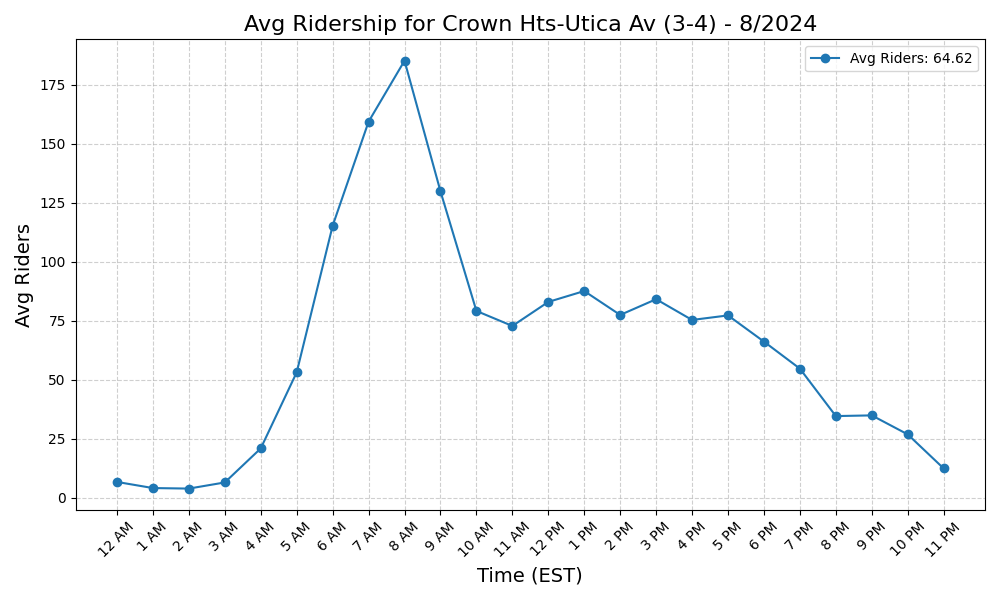 Avg Ridership for Crown Hts-Utica Av (3-4) - 8/2024
Avg Riders: 64.62
Avg Riders
175
150
125
100
75
50
25
0
12 AM
1 AM
2 AM
3 AM
4 AM
5 AM
6 AM
7 AM
8 AM
9 AM
10 AM
11 AM
12 PM
1 PM
2 PM
3 PM
4 PM
5 PM
6 PM
7 PM
8 PM
9 PM
10 PM
11 PM
Time (EST)